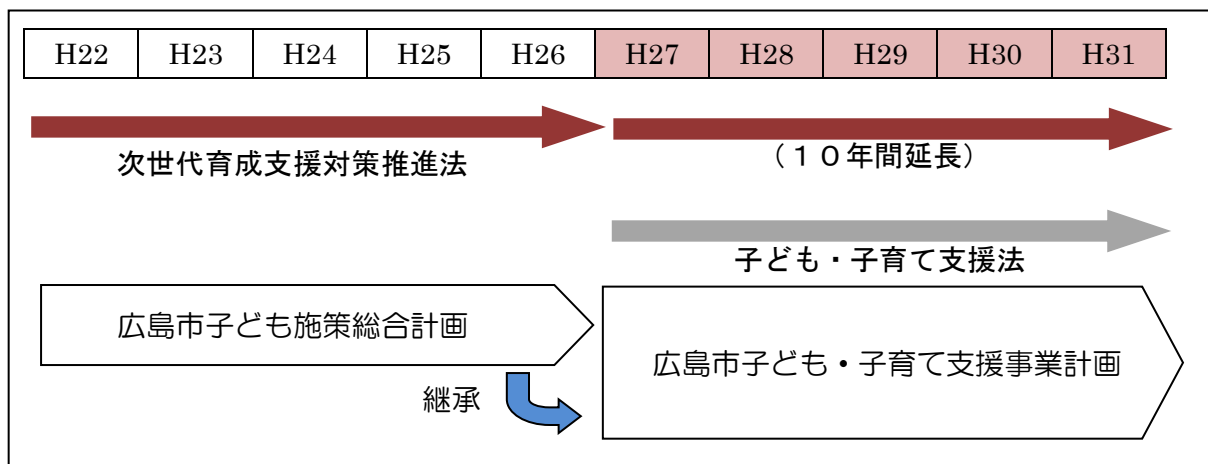 H22 H23 H24 H25 H26 H27 H28 H29 H30 H31
次世代育成支援対策推進法
(10年間延長)
子ども・子育て支援法
広島市子ども施策総合計画
広島市子ども・子育て支援事業計画
継承